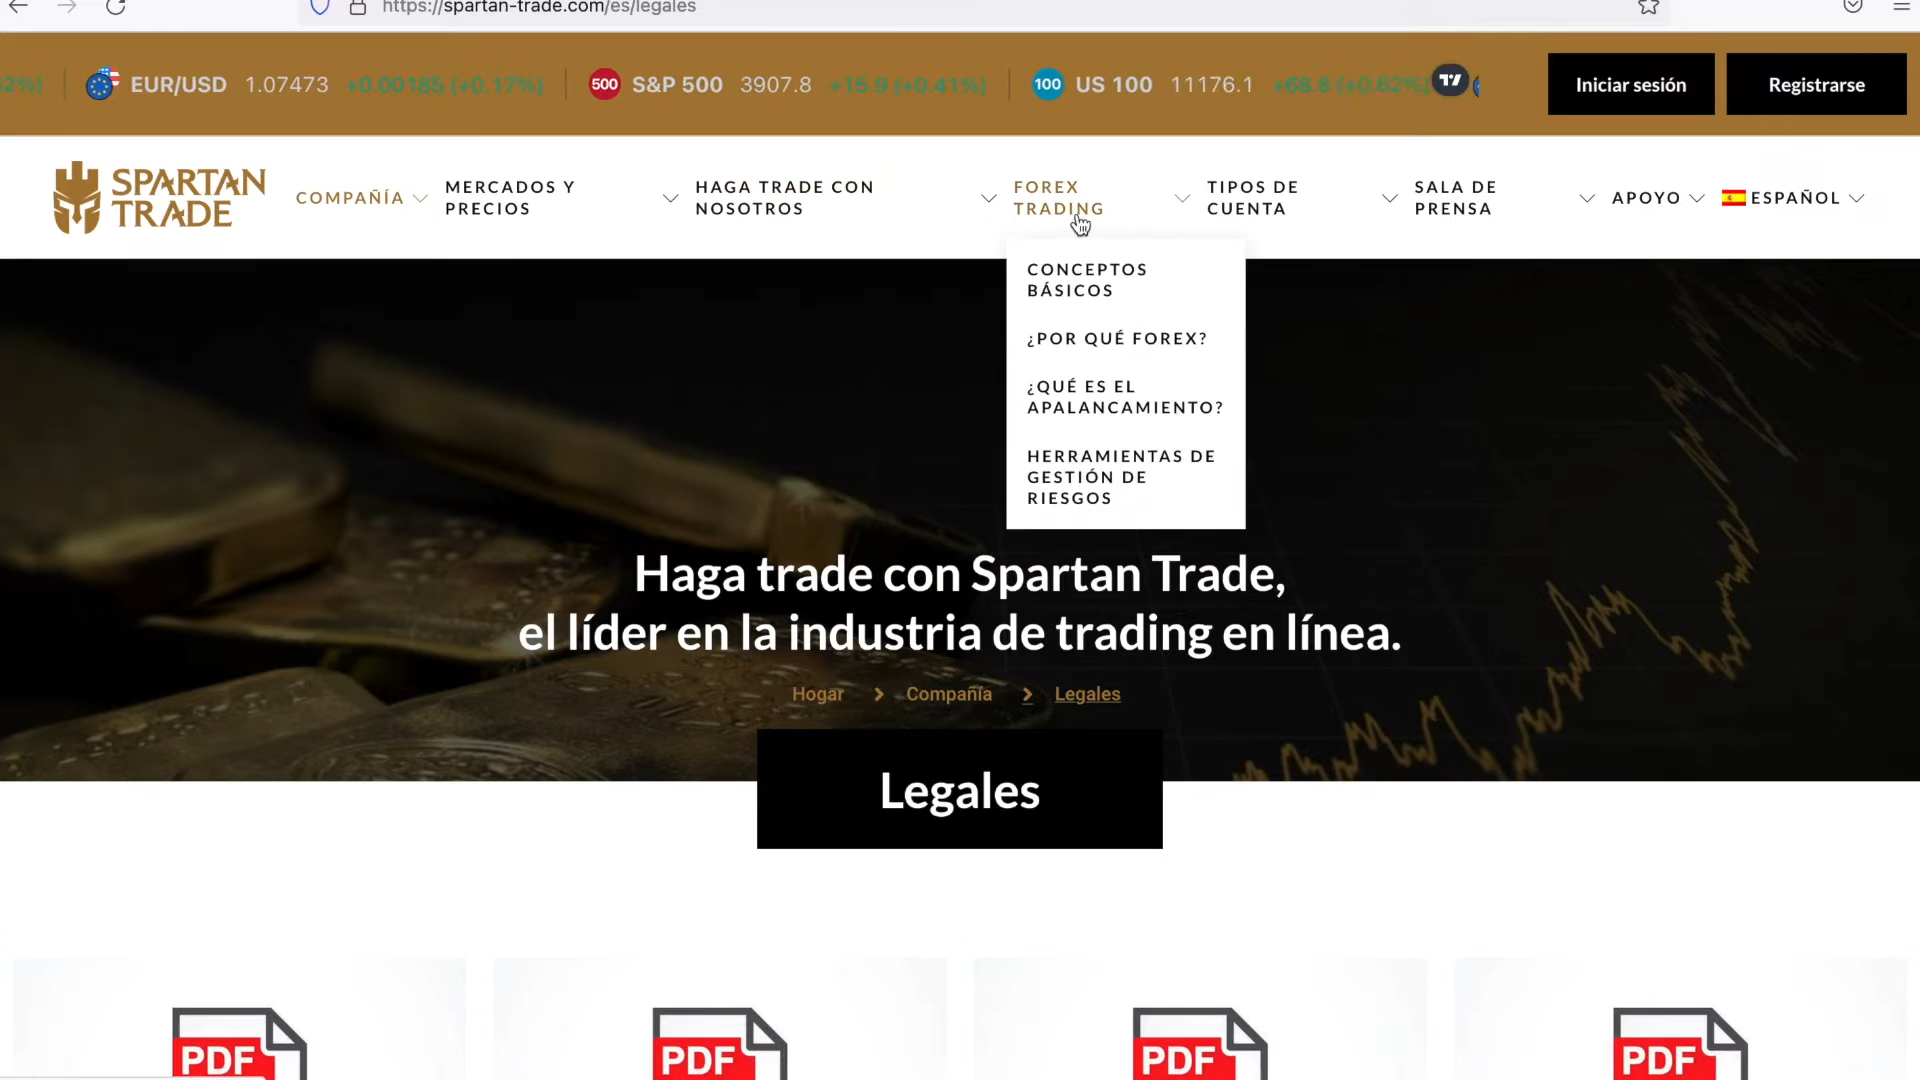 https://spartan-trade.com/es/legales
EUR/USD 1.07473 +0.00185 (+0.17%) 500 S&P 500 3907.8 +15.9 (+0.41%) 100 US 100 11176.1 +68.8 (+0.62%)
Iniciar sesión
Registrarse
SPARTAN
TRADE
COMPAÑÍA
MERCADOS Y
PRECIOS
HAGA TRADE CON
NOSOTROS
FOREX
TRADING
TIPOS DE
CUENTA
SALA DE
PRENSA
APOYO
ESPAÑOL
CONCEPTOS
BÁSICOS
¿POR QUÉ FOREX?
¿QUÉ ES EL
APALANCAMIENTO?
HERRAMIENTAS DE
GESTIÓN DE
RIESGOS
Haga trade con Spartan Trade,
el líder en la industria de trading en línea.
Hogar > Compañía > Legales
Legales
PDF PDF PDF PDF